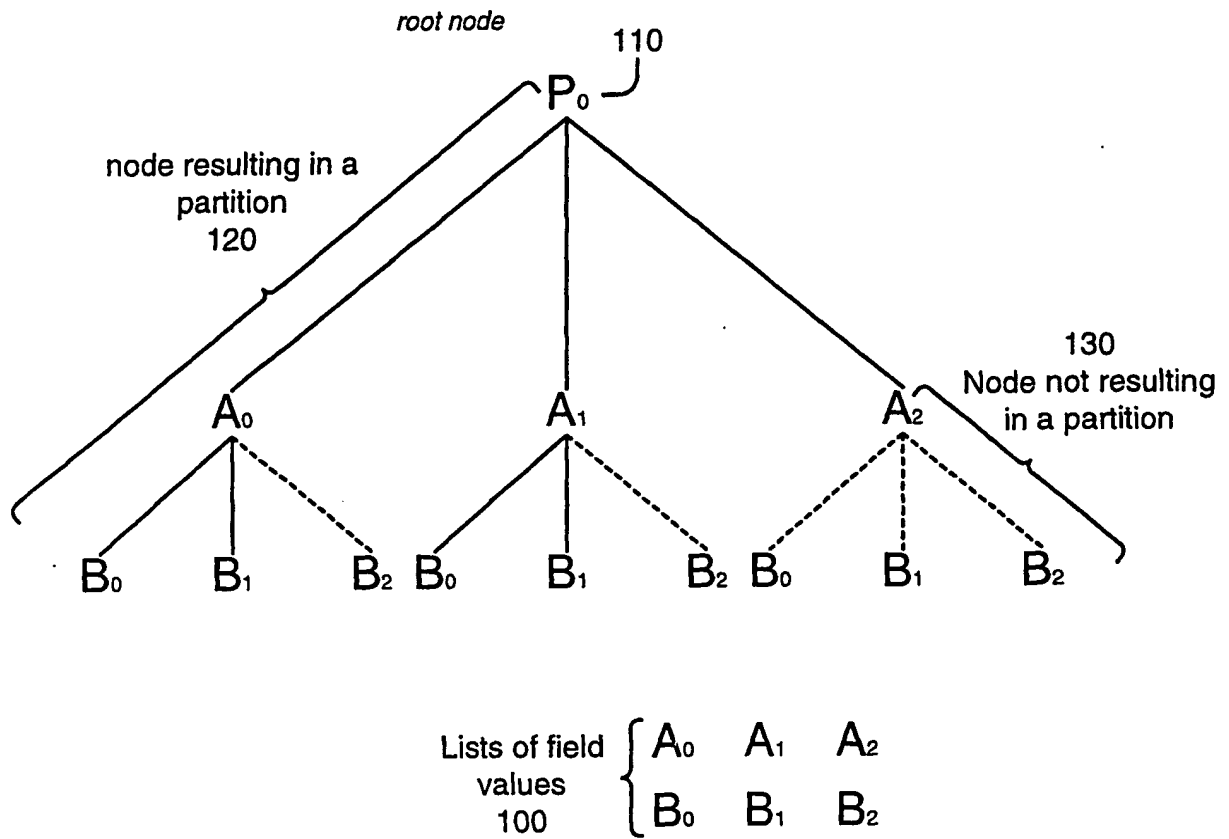 root node
110
P₀
node resulting in a
partition
120
130
Node not resulting
in a partition
A₀ A₁ A₂
B₀ B₁ B₂ B₀ B₁ B₂ B₀ B₁ B₂
Lists of field
values
100
A₀ A₁ A₂
B₀ B₁ B₂